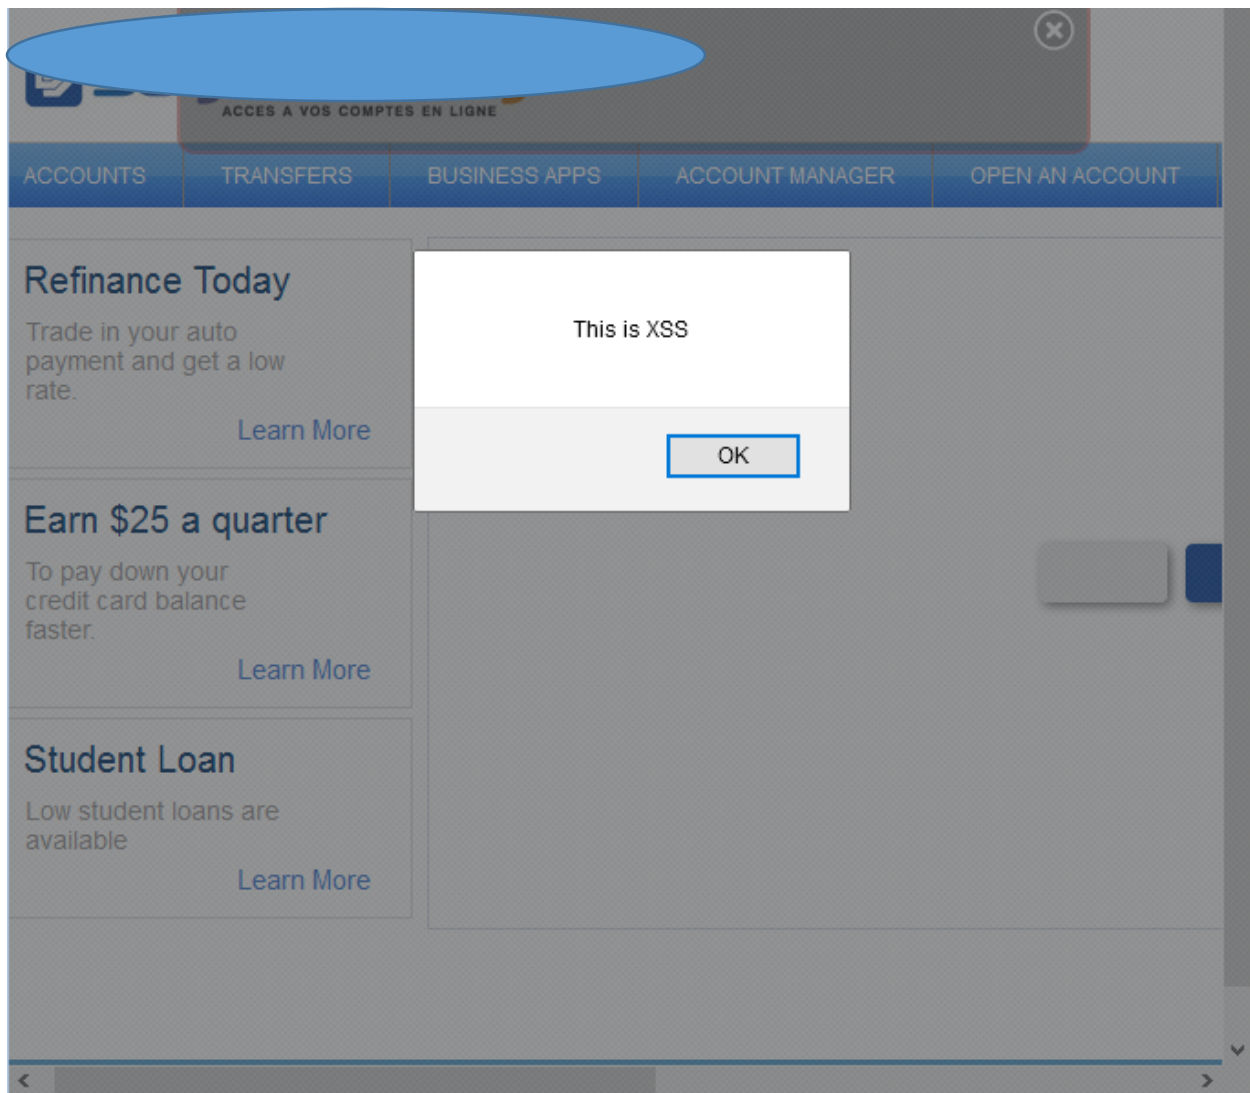 ACCES A VOS COMPTES EN LIGNE
ACCOUNTS TRANSFERS BUSINESS APPS ACCOUNT MANAGER OPEN AN ACCOUNT
Refinance Today
Trade in your auto
payment and get a low
rate.
Learn More
This is XSS
OK
Earn $25 a quarter
To pay down your
credit card balance
faster.
Learn More
Student Loan
Low student loans are
available
Learn More